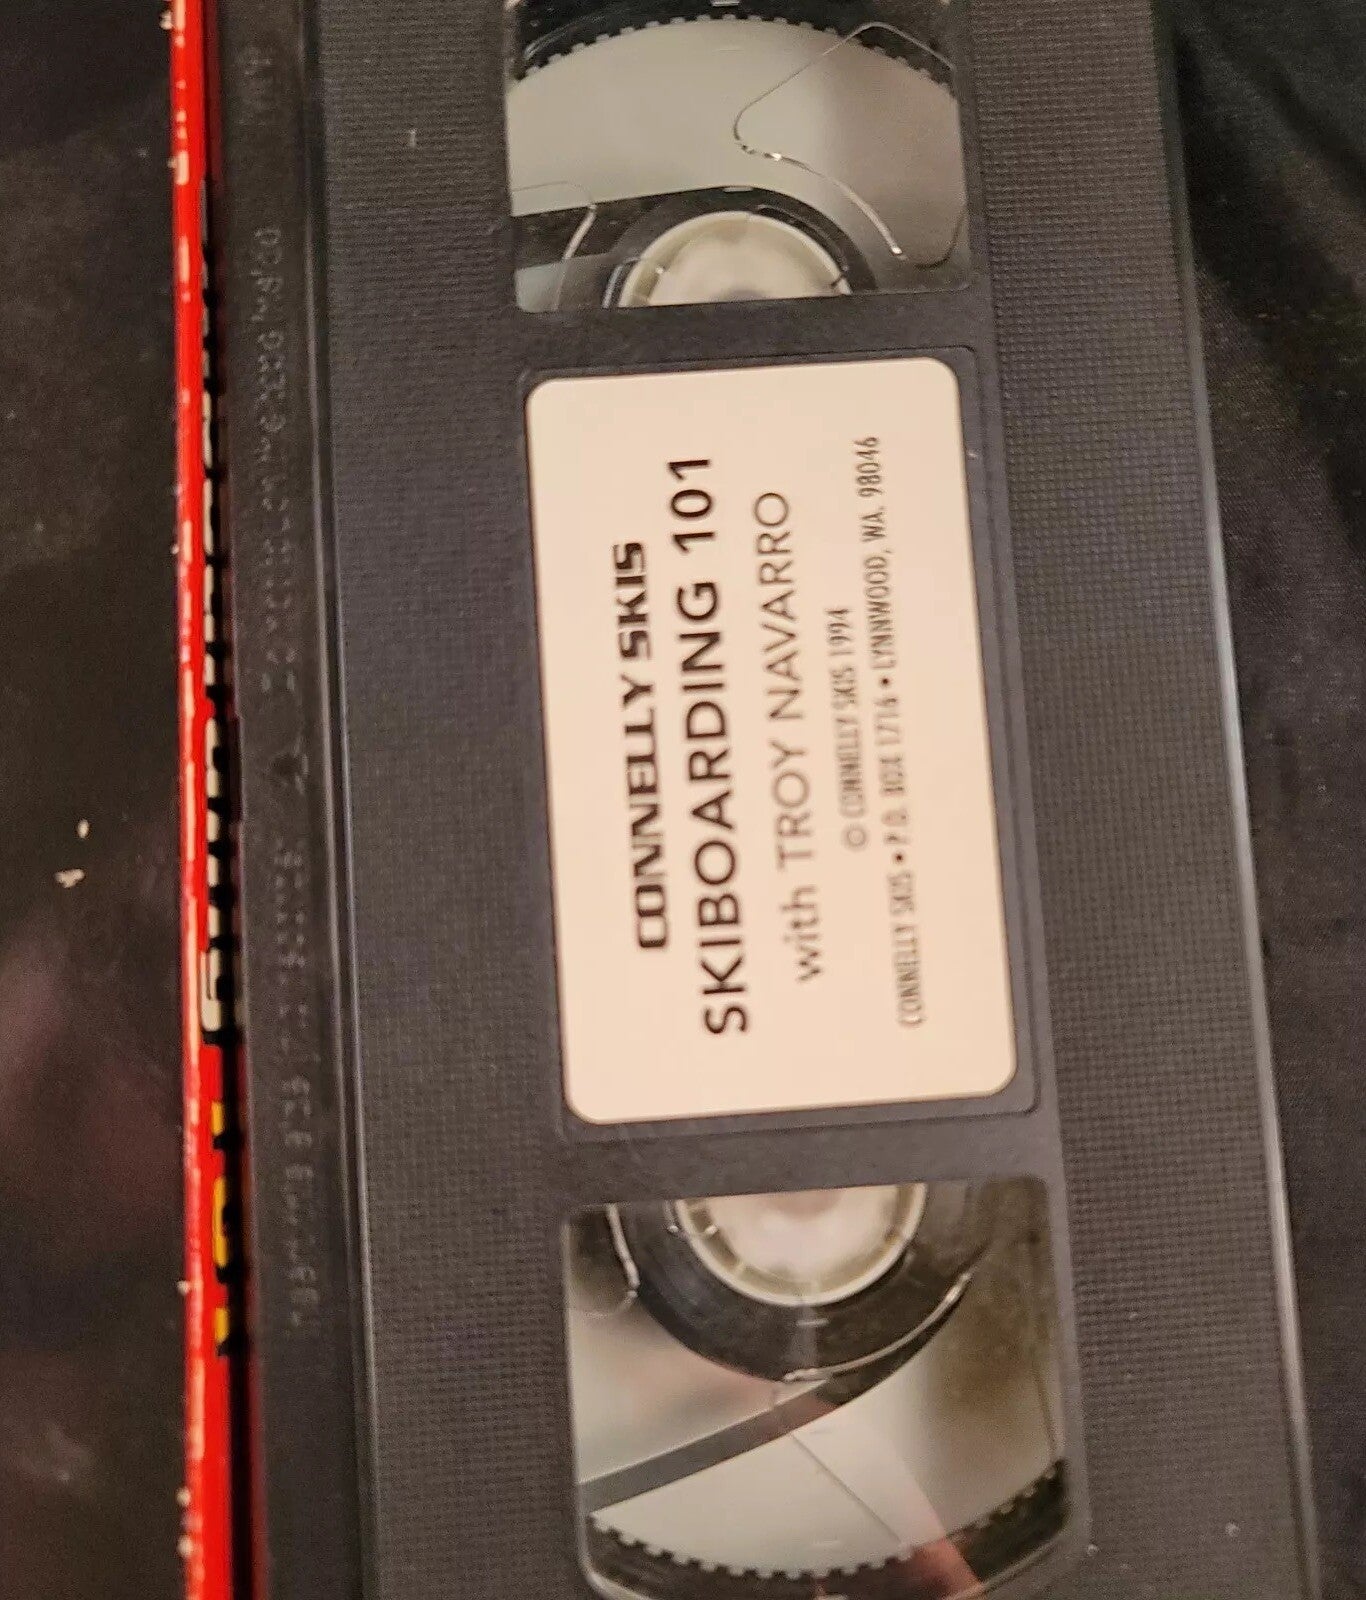 CONNELLY SKIS
SKIBOARDING 101
with TROY NAVARRO
© CONNELLY SKIS 1994
CONNELLY SKIS • P.O. BOX 1716 • LYNNWOOD, WA. 98046